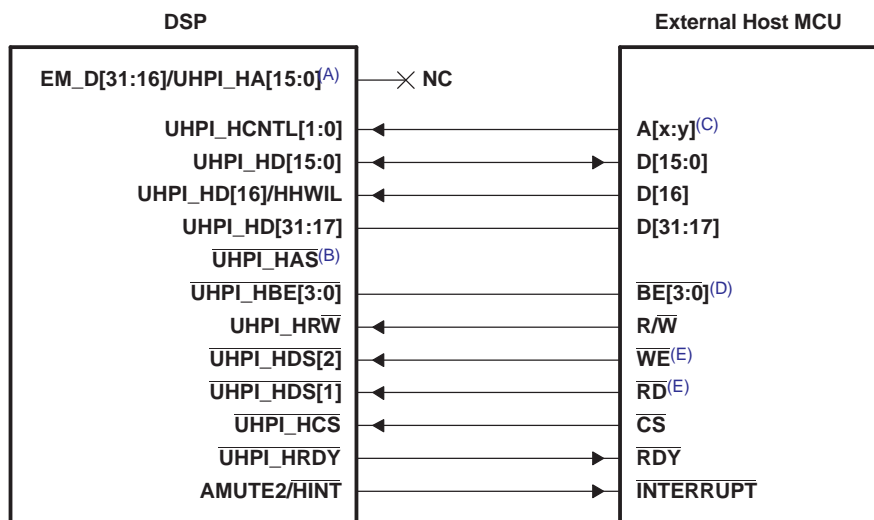 DSP External Host MCU
EM_D[31:16]/UHPI_HA[15:0](A) NC
UHPI_HCNTL[1:0] A[x:y](C)
UHPI_HD[15:0] D[15:0]
UHPI_HD[16]/HHWIL D[16]
UHPI_HD[31:17] D[31:17]
UHPI_HAS(B)
UHPI_HBE[3:0] BE[3:0](D)
UHPI_HRW R/W
UHPI_HDS[2] WE(E)
UHPI_HDS[1] RD(E)
UHPI_HCS CS
UHPI_HRDY RDY
AMUTE2/HINT INTERRUPT